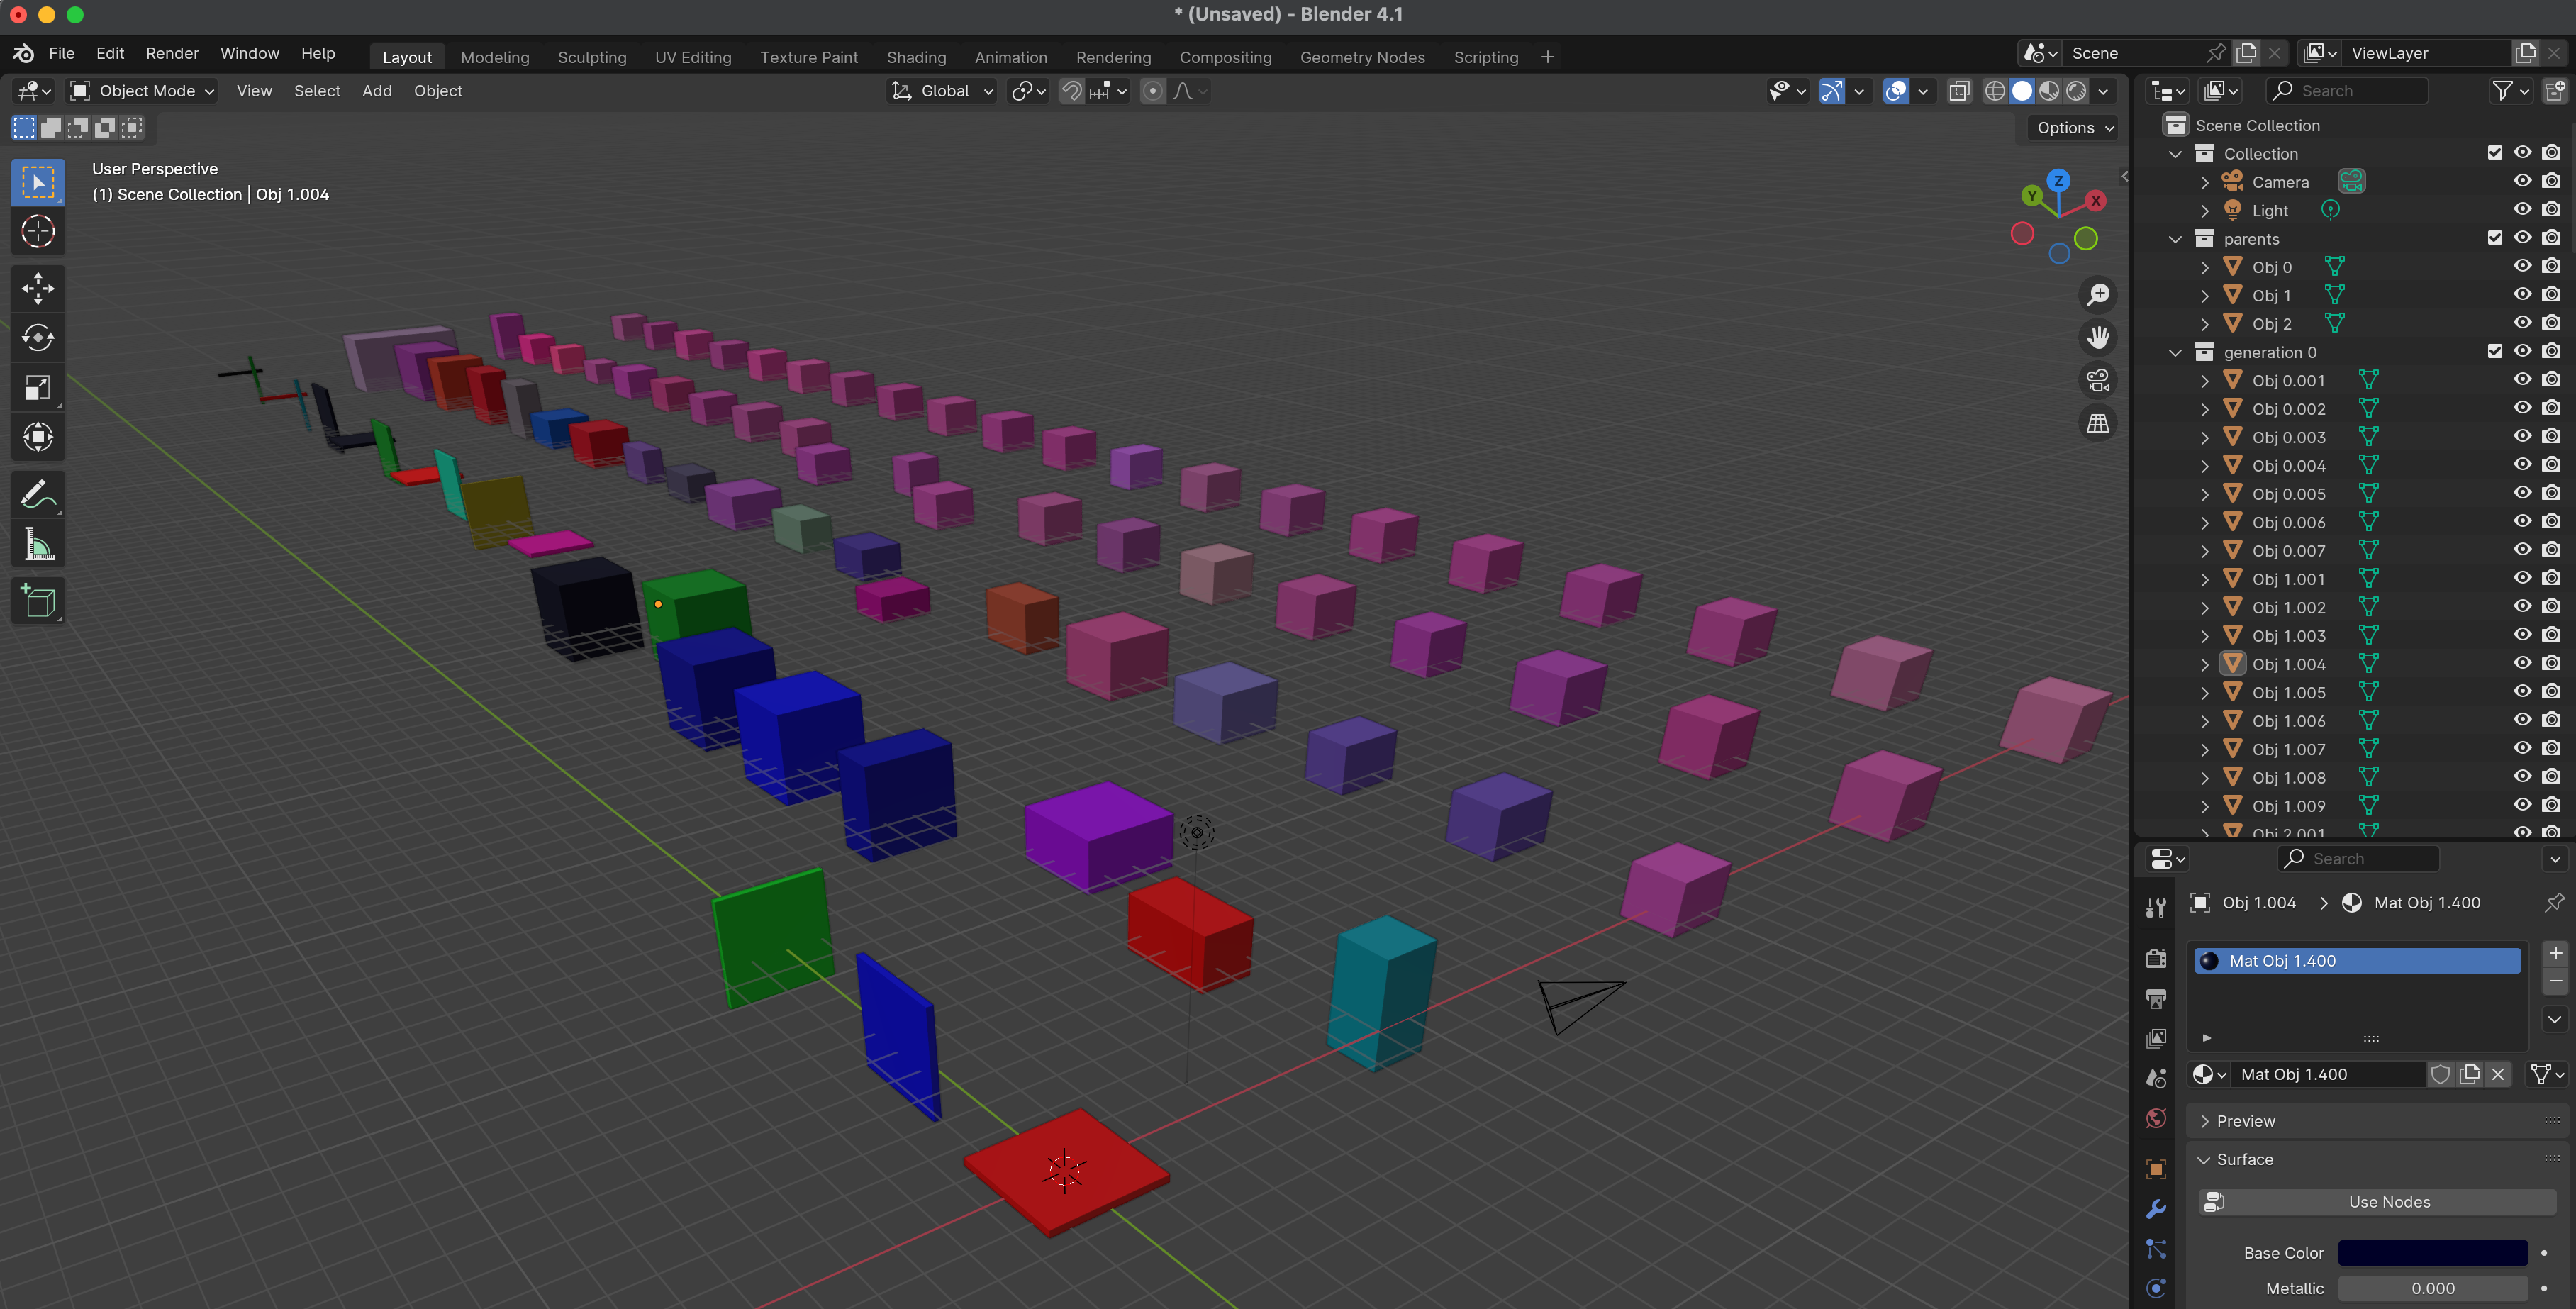 * (Unsaved) - Blender 4.1
File Edit Render Window Help Layout Modeling Sculpting UV Editing Texture Paint Shading Animation Rendering Compositing Geometry Nodes Scripting + Scene ViewLayer
Object Mode View Select Add Object Global Search
Options
User Perspective
(1) Scene Collection | Obj 1.004
Z
Y
X
Scene Collection
Collection
Camera
Light
parents
Obj 0
Obj 1
Obj 2
generation 0
Obj 0.001
Obj 0.002
Obj 0.003
Obj 0.004
Obj 0.005
Obj 0.006
Obj 0.007
Obj 1.001
Obj 1.002
Obj 1.003
Obj 1.004
Obj 1.005
Obj 1.006
Obj 1.007
Obj 1.008
Obj 1.009
Obj 2.001
Search
Obj 1.004 > Mat Obj 1.400
Mat Obj 1.400
Mat Obj 1.400
Preview
Surface
Use Nodes
Base Color
Metallic 0.000